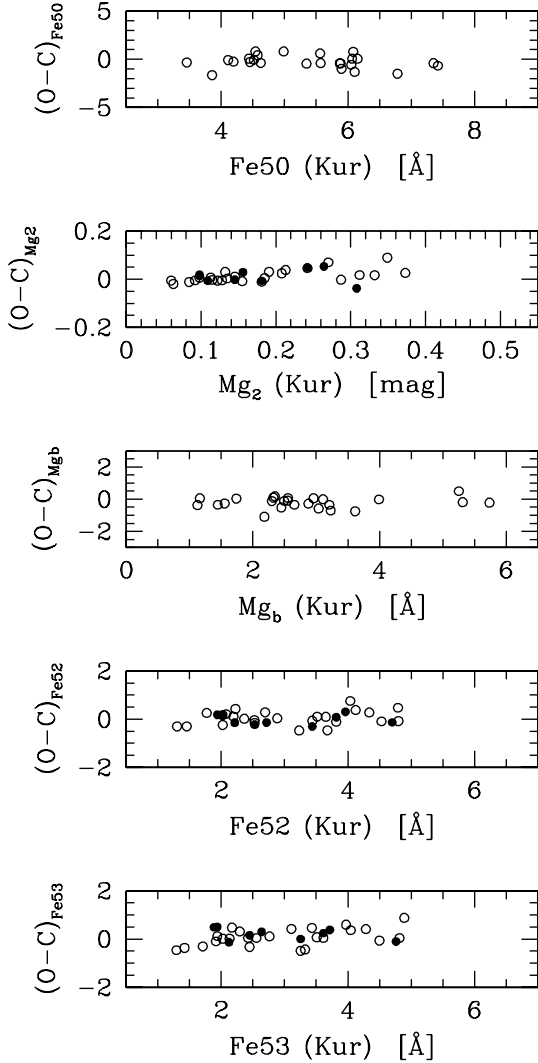 5
0
−5
(O−C)Fe50
4 6 8
Fe50 (Kur) [Å]
0.2
0
−0.2
(O−C)Mg2
0 0.1 0.2 0.3 0.4 0.5
Mg2 (Kur) [mag]
2
0
−2
(O−C)Mgb
0 2 4 6
Mgb (Kur) [Å]
2
0
−2
(O−C)Fe52
2 4 6
Fe52 (Kur) [Å]
2
0
−2
(O−C)Fe53
2 4 6
Fe53 (Kur) [Å]